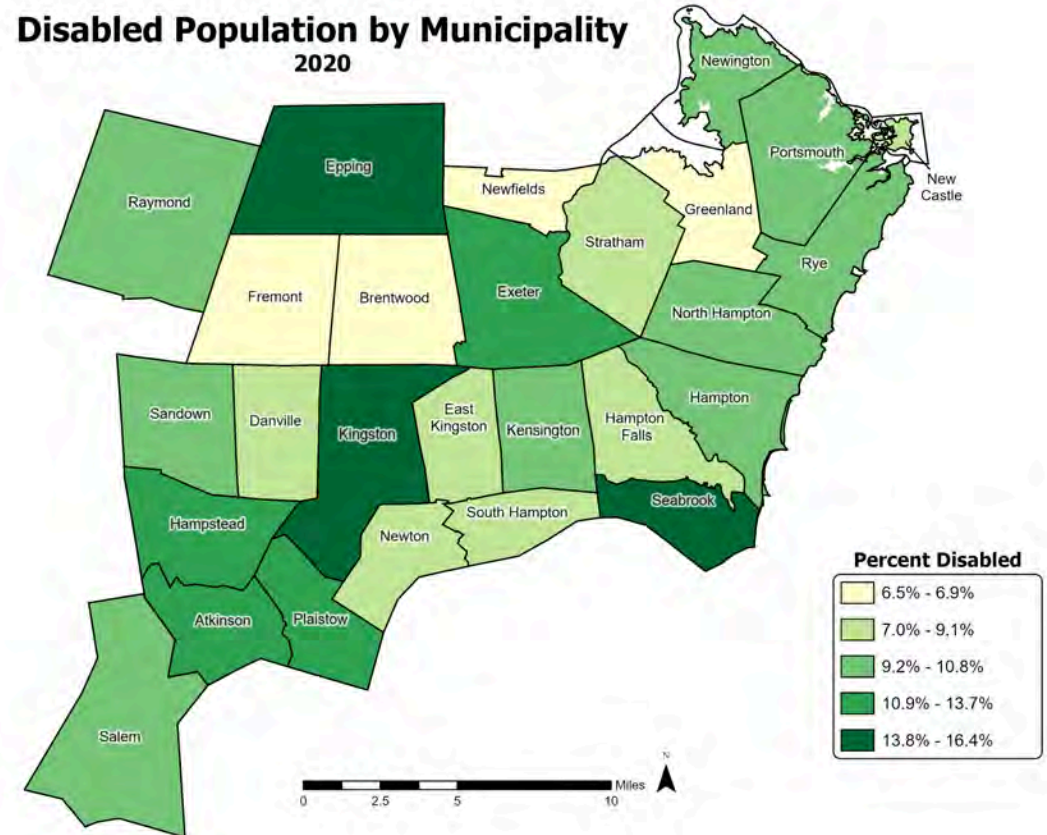 Disabled Population by Municipality
2020
Newington
Portsmouth
New
Castle
Epping
Raymond
Newfields
Greenland
Stratham
Rye
Fremont
Brentwood
Exeter
North Hampton
Sandown
Danville
Kingston
East
Kingston
Kensington
Hampton
Falls
Hampton
Hampstead
Newton
South Hampton
Seabrook
Atkinson
Plaistow
Salem
Percent Disabled
6.5% - 6.9%
7.0% - 9.1%
9.2% - 10.8%
10.9% - 13.7%
13.8% - 16.4%
N
Miles
0 2.5 5 10